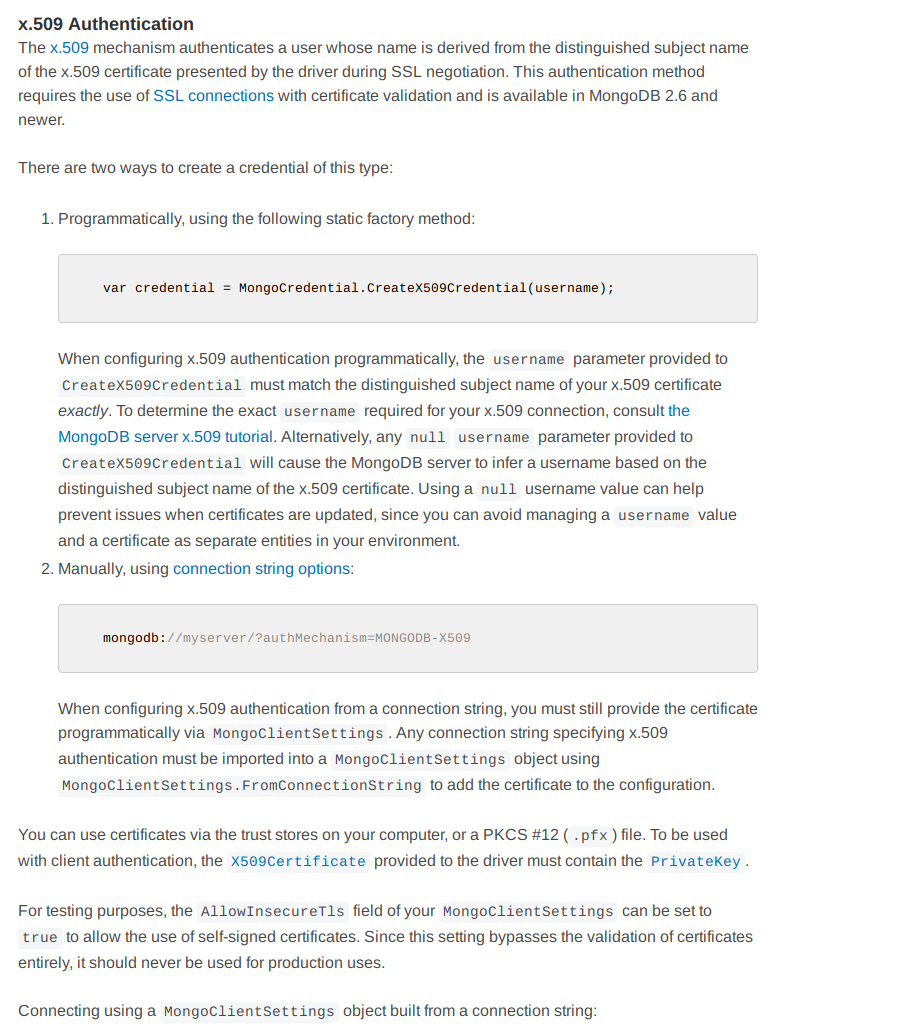 x.509 Authentication
The x.509 mechanism authenticates a user whose name is derived from the distinguished subject name
of the x.509 certificate presented by the driver during SSL negotiation. This authentication method
requires the use of SSL connections with certificate validation and is available in MongoDB 2.6 and
newer.
There are two ways to create a credential of this type:
1. Programmatically, using the following static factory method:
var credential = MongoCredential.CreateX509Credential(username);
When configuring x.509 authentication programmatically, the username parameter provided to
CreateX509Credential must match the distinguished subject name of your x.509 certificate
exactly. To determine the exact username required for your x.509 connection, consult the
MongoDB server x.509 tutorial. Alternatively, any null username parameter provided to
CreateX509Credential will cause the MongoDB server to infer a username based on the
distinguished subject name of the x.509 certificate. Using a null username value can help
prevent issues when certificates are updated, since you can avoid managing a username value
and a certificate as separate entities in your environment.
2. Manually, using connection string options:
mongodb://myserver/?authMechanism=MONGODB-X509
When configuring x.509 authentication from a connection string, you must still provide the certificate
programmatically via MongoClientSettings. Any connection string specifying x.509
authentication must be imported into a MongoClientSettings object using
MongoClientSettings.FromConnectionString to add the certificate to the configuration.
You can use certificates via the trust stores on your computer, or a PKCS #12 (.pfx) file. To be used
with client authentication, the X509Certificate provided to the driver must contain the PrivateKey.
For testing purposes, the AllowInsecureTls field of your MongoClientSettings can be set to
true to allow the use of self-signed certificates. Since this setting bypasses the validation of certificates
entirely, it should never be used for production uses.
Connecting using a MongoClientSettings object built from a connection string: